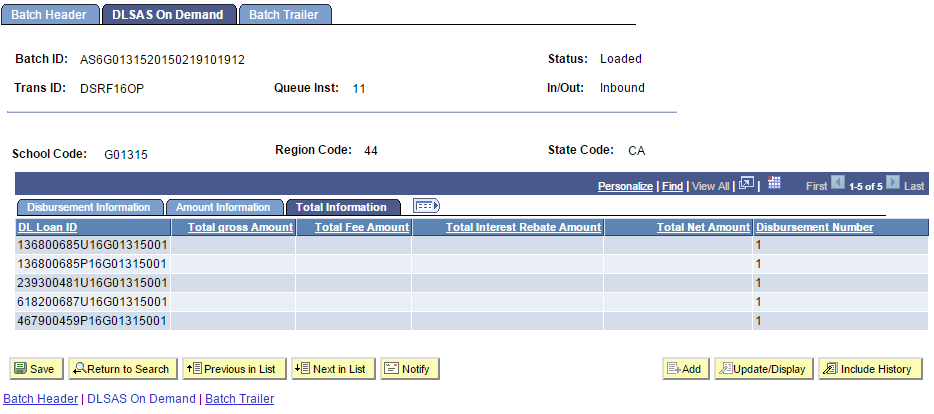 Batch Header DLSAS On Demand Batch Trailer
Batch ID: AS6G0131520150219101912 Status: Loaded
Trans ID: DSRF16OP Queue Inst: 11 In/Out: Inbound
School Code: G01315 Region Code: 44 State Code: CA
Personalize | Find | View All | | First 1-5 of 5 Last
Disbursement Information Amount Information Total Information
DL Loan ID Total gross Amount Total Fee Amount Total Interest Rebate Amount Total Net Amount Disbursement Number
136800685U16G01315001 1
136800685P16G01315001 1
239300481U16G01315001 1
618200687U16G01315001 1
467900459P16G01315001 1
Save Return to Search Previous in List Next in List Notify Add Update/Display Include History
Batch Header | DLSAS On Demand | Batch Trailer